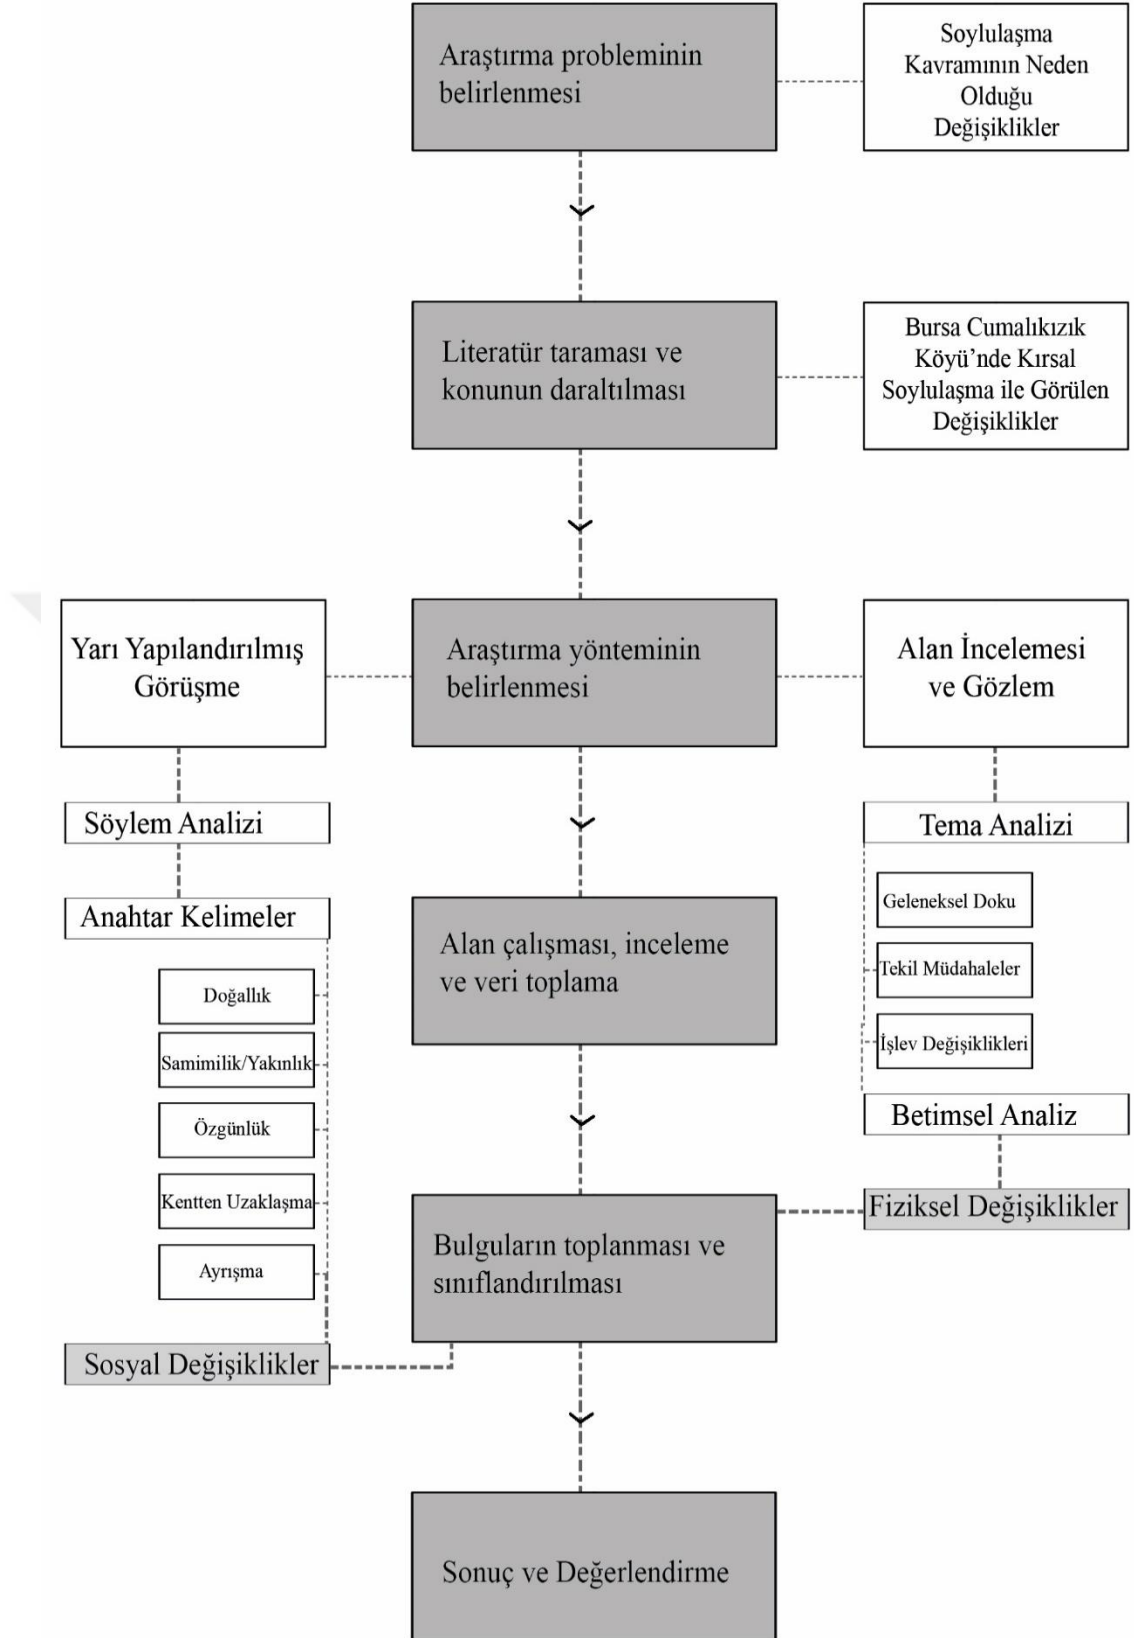 Araştırma probleminin
belirlenmesi
Soylulaşma
Kavramının Neden
Olduğu
Değişiklikler
Literatür taraması ve
konunun daraltılması
Bursa Cumalıkızık
Köyü’nde Kırsal
Soylulaşma ile Görülen
Değişiklikler
Yarı Yapılandırılmış
Görüşme
Araştırma yönteminin
belirlenmesi
Alan İncelemesi
ve Gözlem
Söylem Analizi
Anahtar Kelimeler
Doğallık
Samimilik/Yakınlık
Özgünlük
Kentten Uzaklaşma
Ayrışma
Sosyal Değişiklikler
Alan çalışması, inceleme
ve veri toplama
Tema Analizi
Geleneksel Doku
Tekil Müdahaleler
İşlev Değişiklikleri
Betimsel Analiz
Fiziksel Değişiklikler
Bulguların toplanması ve
sınıflandırılması
Sonuç ve Değerlendirme